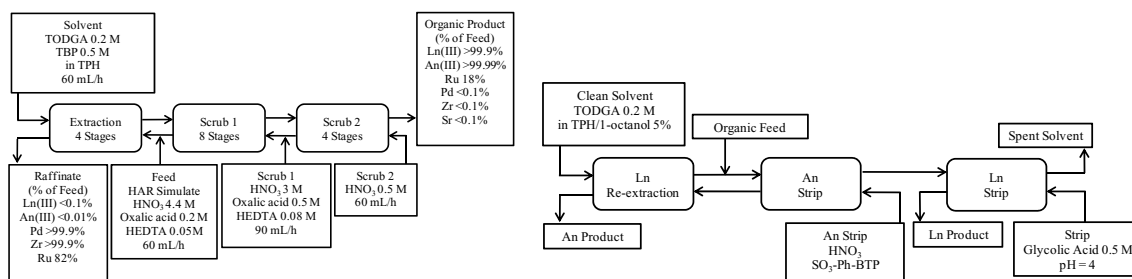 Solvent
TODGA 0.2 M
TBP 0.5 M
in TPH
60 mL/h
Organic Product
(% of Feed)
Ln(III) >99.9%
An(III) >99.99%
Ru 18%
Pd <0.1%
Zr <0.1%
Sr <0.1%
Extraction
4 Stages
Scrub 1
8 Stages
Scrub 2
4 Stages
Raffinate
(% of Feed)
Ln(III) <0.1%
An(III) <0.01%
Pd >99.9%
Zr >99.9%
Ru 82%
Feed
HAR Simulate
HNO3 4.4 M
Oxalic acid 0.2 M
HEDTA 0.05M
60 mL/h
Scrub 1
HNO3 3 M
Oxalic acid 0.5 M
HEDTA 0.08 M
90 mL/h
Scrub 2
HNO3 0.5 M
60 mL/h
Clean Solvent
TODGA 0.2 M
in TPH/1-octanol 5%
Organic Feed
Spent Solvent
Ln
Re-extraction
An
Strip
Ln
Strip
An Product
An Strip
HNO3
SO3-Ph-BTP
Ln Product
Strip
Glycolic Acid 0.5 M
pH = 4